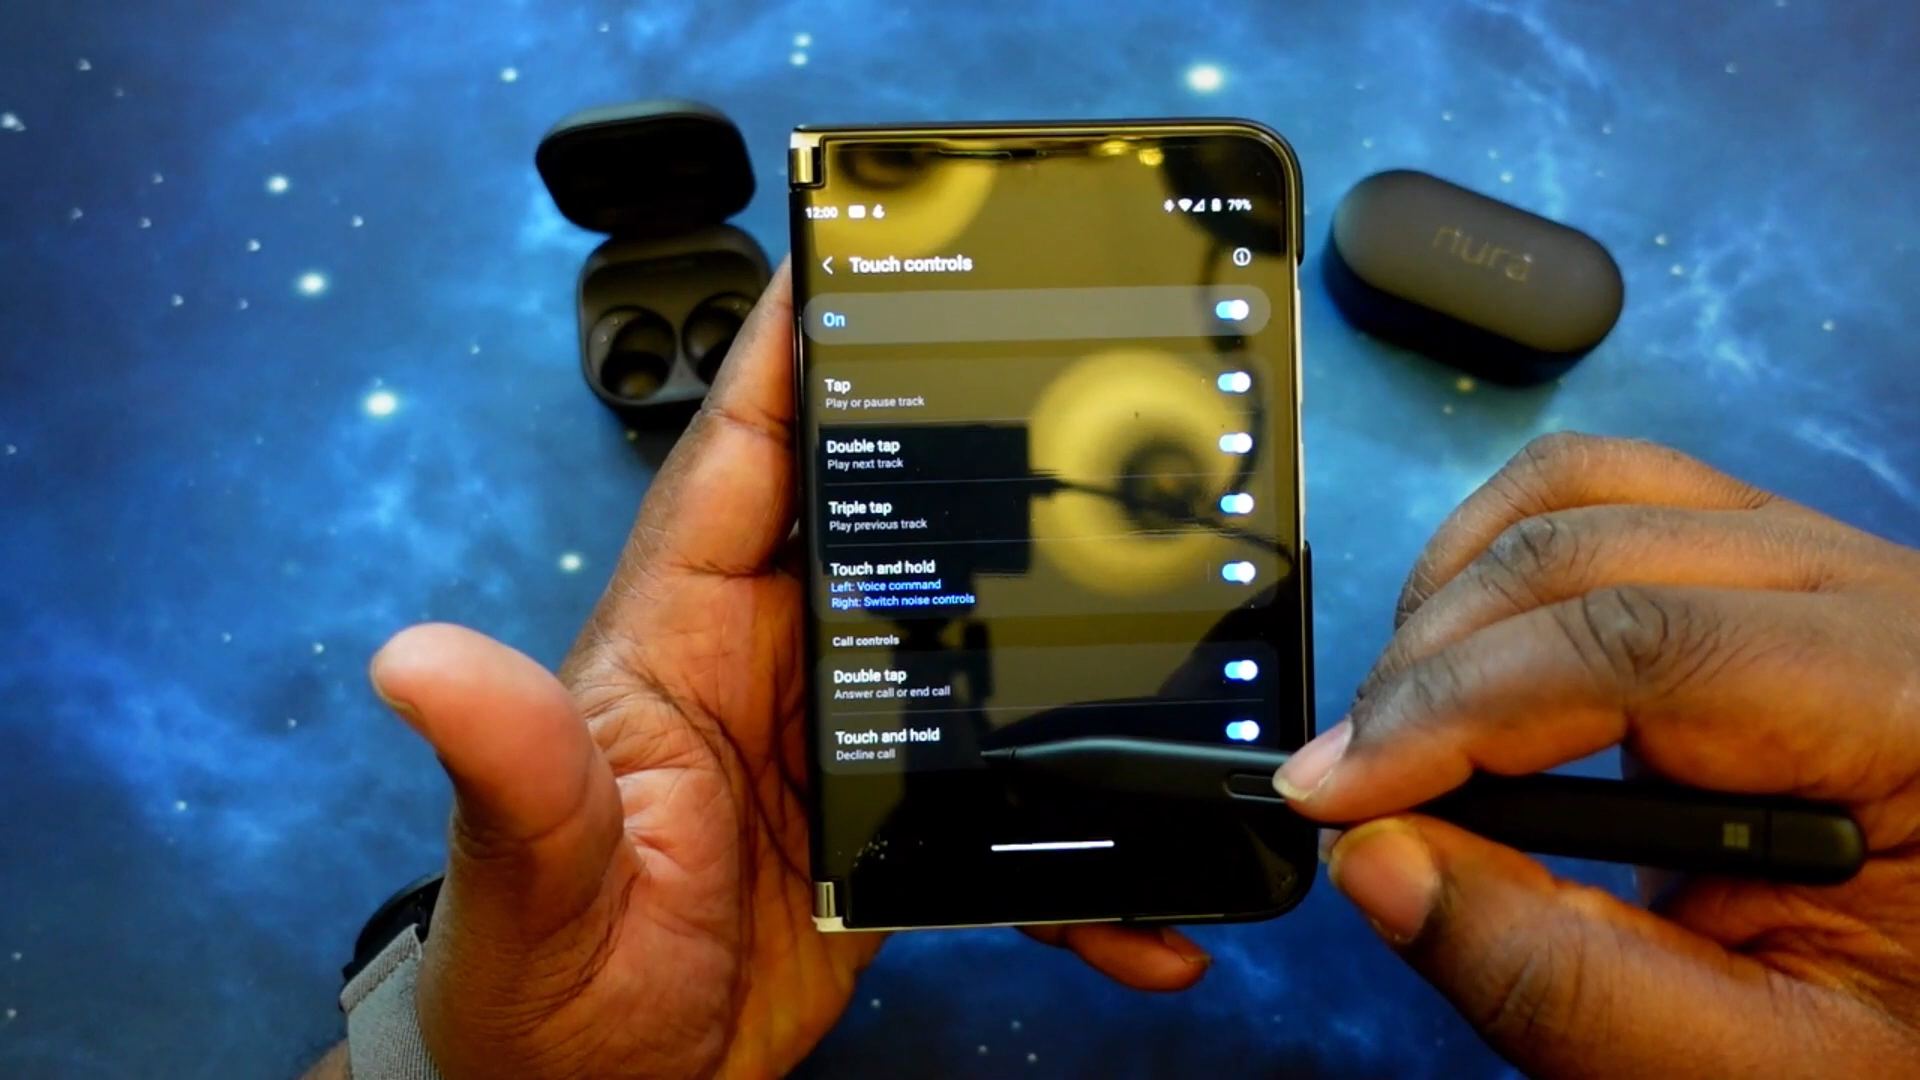 12:00
79%
Touch controls
On
Tap
Play or pause track
Double tap
Play next track
Triple tap
Play previous track
Touch and hold
Left: Voice command
Right: Switch noise controls
Call controls
Double tap
Answer call or end call
Touch and hold
Decline call
nura